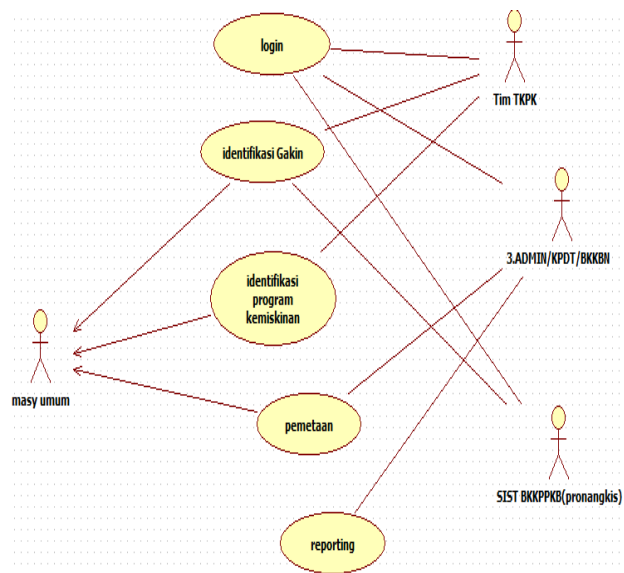 login
Tim TKPK
identifikasi Gakin
3.ADMIN/KPDT/BKKBN
identifikasi
program
kemiskinan
masy umum
pemetaan
SIST BKKPPKB(pronangkis)
reporting